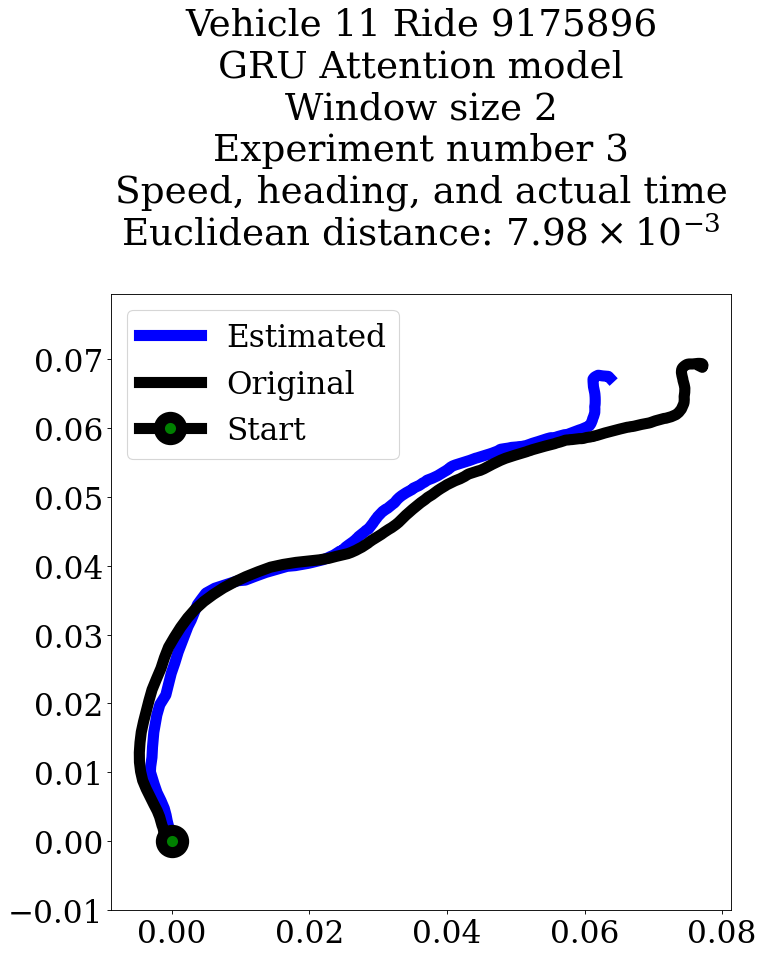 Vehicle 11 Ride 9175896
GRU Attention model
Window size 2
Experiment number 3
Speed, heading, and actual time
Euclidean distance: 7.98 × 10⁻³
Estimated
Original
Start
0.07
0.06
0.05
0.04
0.03
0.02
0.01
0.00
−0.01
0.00 0.02 0.04 0.06 0.08